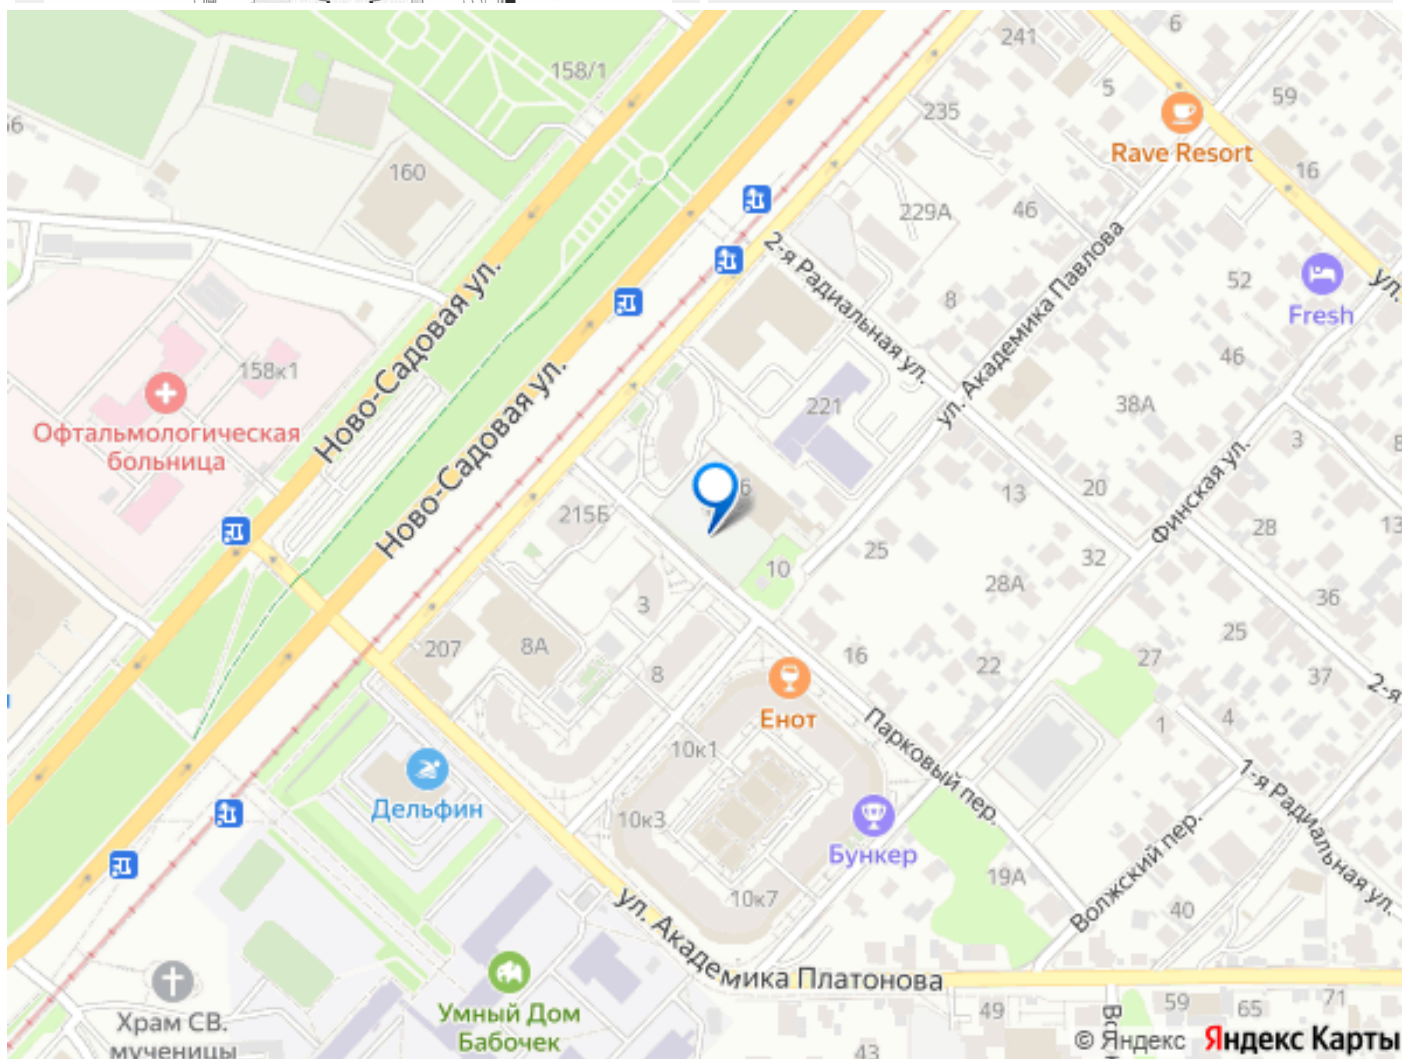 241
6
158/1
5
59
235
Rave Resort
160
16
229А
46
2-я Радиальная ул.
ул. Академика Павлова
52
8
Ново-Садовая ул.
Fresh
ул.
158к1
46
Офтальмологическая
больница
221
38А
Ново-Садовая ул.
3
Финская ул.
215Б
13
20
28
13
25
32
10
28А
36
3
207
8А
16
25
22
27
37
8
2-я
Енот
1
4
10к1
Парковый пер.
1-я Радиальная ул.
Дельфин
10к3
Бункер
Волжский пер.
19А
10к7
40
ул. Академика Платонова
Умный Дом
Бабочек
49
59
65
71
Храм СВ.
мученицы
43
© Яндекс Яндекс Карты